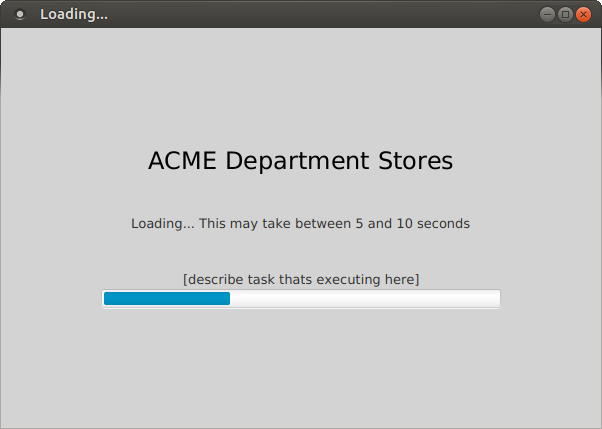 Loading...
ACME Department Stores
Loading... This may take between 5 and 10 seconds
[describe task thats executing here]